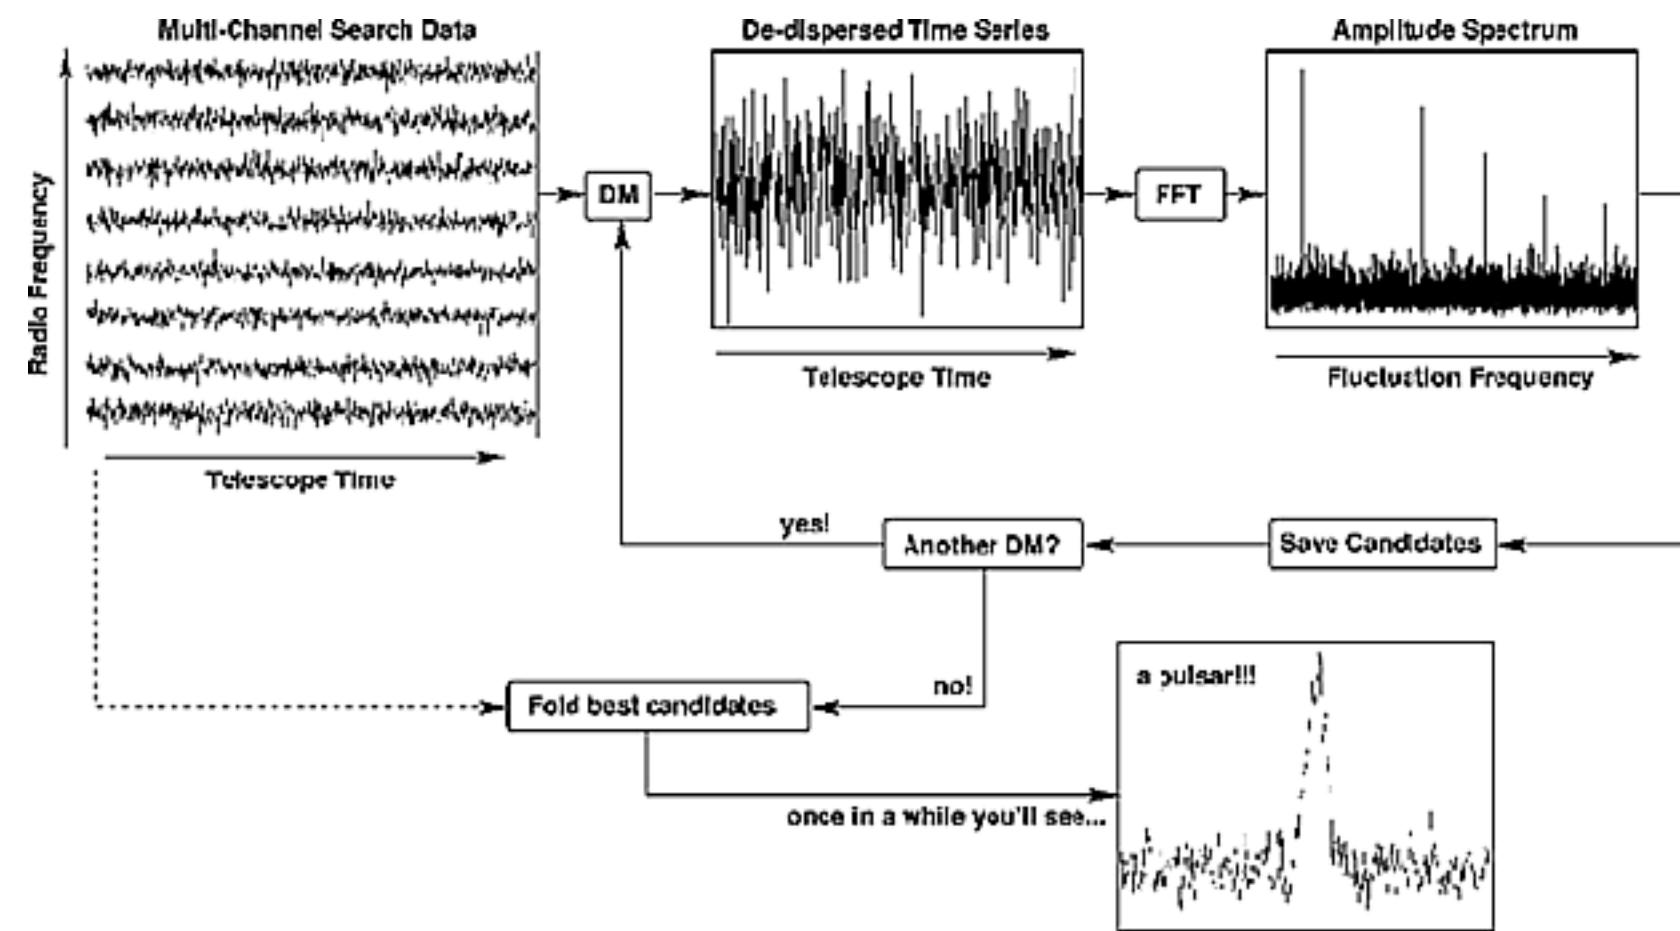 Multi-Channel Search Data
De-dispersed Time Series
Amplitude Spectrum
Radio Frequency
DM
FFT
Telescope Time
Fluctuation Frequency
Telescope Time
yes!
Another DM?
Save Candidates
no!
Fold best candidates
a pulsar!!!
once in a while you'll see...